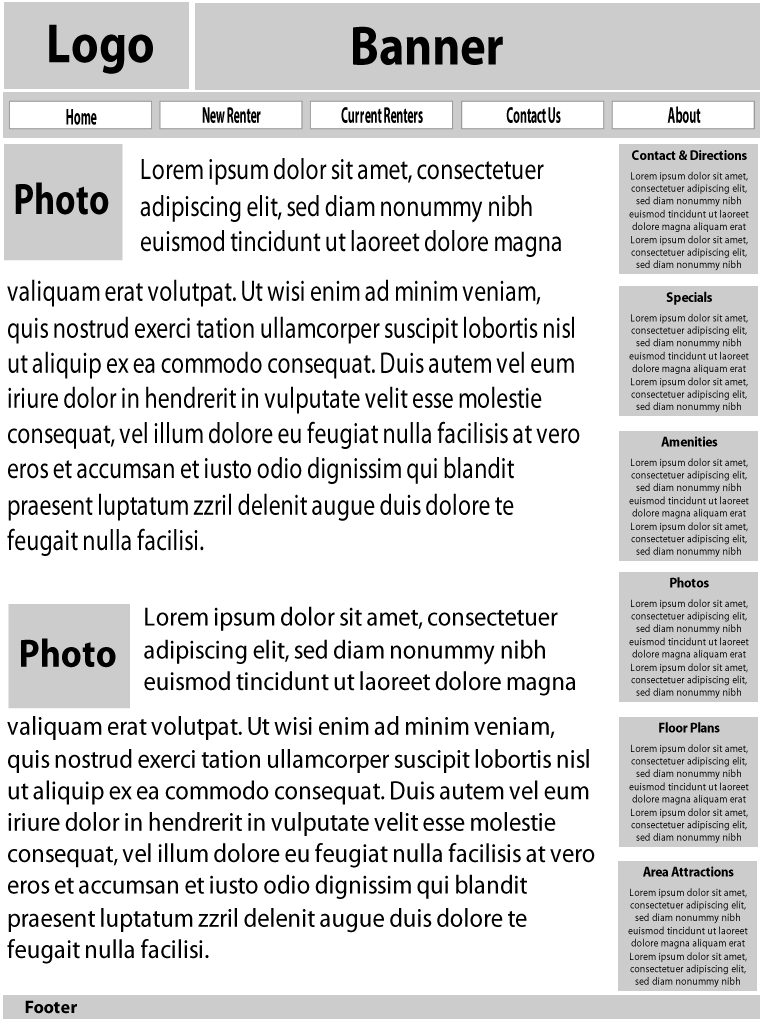 Logo
Banner
Home
New Renter
Current Renters
Contact Us
About
Photo
Lorem ipsum dolor sit amet, consectetuer
adipiscing elit, sed diam nonummy nibh
euismod tincidunt ut laoreet dolore magna
valiquam erat volutpat. Ut wisi enim ad minim veniam,
quis nostrud exerci tation ullamcorper suscipit lobortis nisl
ut aliquip ex ea commodo consequat. Duis autem vel eum
iriure dolor in hendrerit in vulputate velit esse molestie
consequat, vel illum dolore eu feugiat nulla facilisis at vero
eros et accumsan et iusto odio dignissim qui blandit
praesent luptatum zzril delenit augue duis dolore te
feugait nulla facilisi.
Photo
Lorem ipsum dolor sit amet, consectetuer
adipiscing elit, sed diam nonummy nibh
euismod tincidunt ut laoreet dolore magna
valiquam erat volutpat. Ut wisi enim ad minim veniam,
quis nostrud exerci tation ullamcorper suscipit lobortis nisl
ut aliquip ex ea commodo consequat. Duis autem vel eum
iriure dolor in hendrerit in vulputate velit esse molestie
consequat, vel illum dolore eu feugiat nulla facilisis at vero
eros et accumsan et iusto odio dignissim qui blandit
praesent luptatum zzril delenit augue duis dolore te
feugait nulla facilisi.
Contact & Directions
Lorem ipsum dolor sit amet,
consectetuer adipiscing elit,
sed diam nonummy nibh
euismod tincidunt ut laoreet
dolore magna aliquam erat
Lorem ipsum dolor sit amet,
consectetuer adipiscing elit,
sed diam nonummy nibh
Specials
Lorem ipsum dolor sit amet,
consectetuer adipiscing elit,
sed diam nonummy nibh
euismod tincidunt ut laoreet
dolore magna aliquam erat
Lorem ipsum dolor sit amet,
consectetuer adipiscing elit,
sed diam nonummy nibh
Amenities
Lorem ipsum dolor sit amet,
consectetuer adipiscing elit,
sed diam nonummy nibh
euismod tincidunt ut laoreet
dolore magna aliquam erat
Lorem ipsum dolor sit amet,
consectetuer adipiscing elit,
sed diam nonummy nibh
Photos
Lorem ipsum dolor sit amet,
consectetuer adipiscing elit,
sed diam nonummy nibh
euismod tincidunt ut laoreet
dolore magna aliquam erat
Lorem ipsum dolor sit amet,
consectetuer adipiscing elit,
sed diam nonummy nibh
Floor Plans
Lorem ipsum dolor sit amet,
consectetuer adipiscing elit,
sed diam nonummy nibh
euismod tincidunt ut laoreet
dolore magna aliquam erat
Lorem ipsum dolor sit amet,
consectetuer adipiscing elit,
sed diam nonummy nibh
Area Attractions
Lorem ipsum dolor sit amet,
consectetuer adipiscing elit,
sed diam nonummy nibh
euismod tincidunt ut laoreet
dolore magna aliquam erat
Lorem ipsum dolor sit amet,
consectetuer adipiscing elit,
sed diam nonummy nibh
Footer